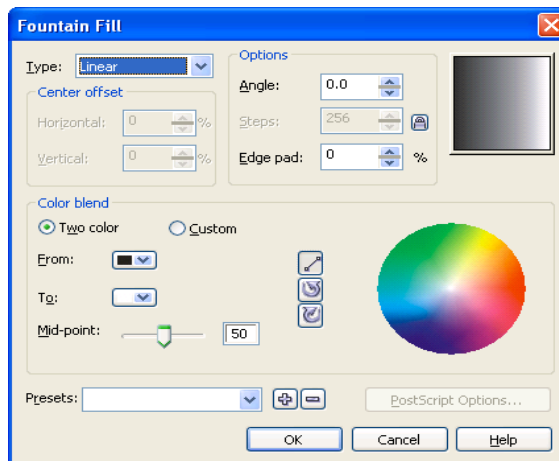 Fountain Fill
Type: Linear
Center offset
Horizontal: 0 %
Vertical: 0 %
Options
Angle: 0.0
Steps: 256
Edge pad: 0 %
Color blend
Two color Custom
From:
To:
Mid-point: 50
Presets:
PostScript Options...
OK Cancel Help